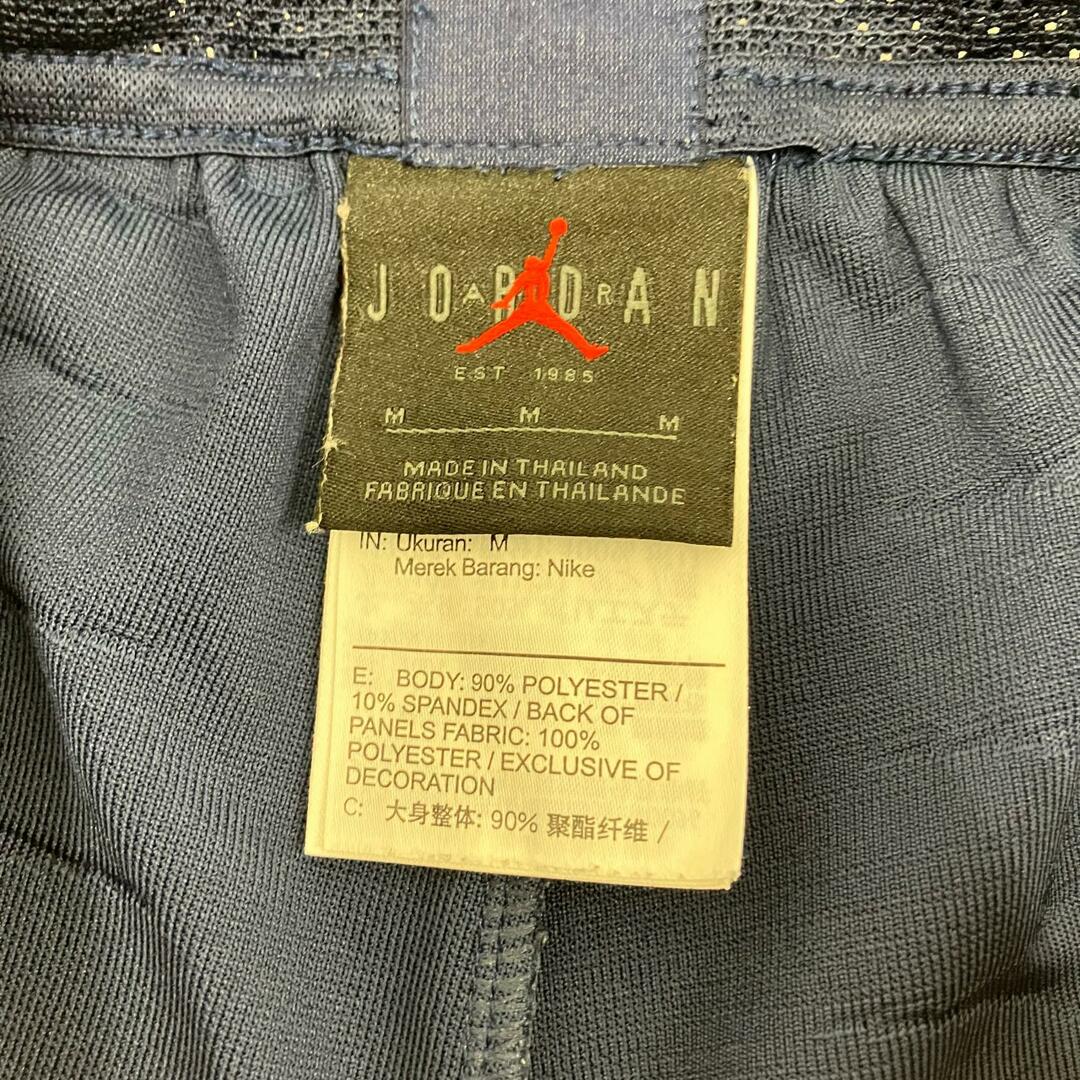 JORDAN
AIR
EST 1985
M M M
MADE IN THAILAND
FABRIQUE EN THAILANDE
IN: Ukuran: M
Merek Barang: Nike
E: BODY: 90% POLYESTER /
10% SPANDEX / BACK OF
PANELS FABRIC: 100%
POLYESTER / EXCLUSIVE OF
DECORATION
C: 大身整体: 90% 聚酯纤维 /